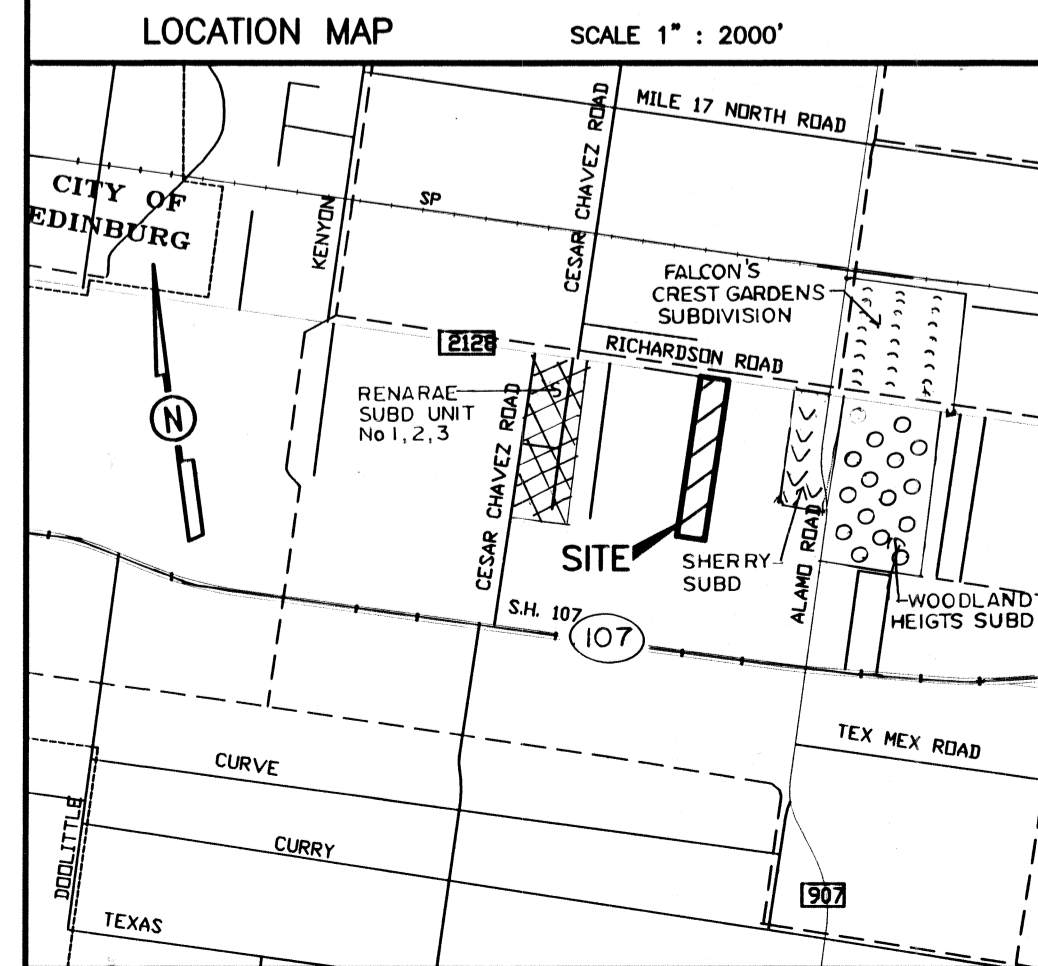 LOCATION MAP
SCALE 1" : 2000'
MILE 17 NORTH ROAD
CESAR CHAVEZ ROAD
CITY OF
EDINBURG
SP
KENYON
FALCON'S
CREST GARDENS
SUBDIVISION
2128
RICHARDSON ROAD
RENARAE
SUBD UNIT
No 1, 2, 3
S
N
CESAR CHAVEZ ROAD
SITE
SHERRY
SUBD
ALAMO ROAD
WOODLAND
HEIGTS SUBD
S.H. 107
107
TEX MEX ROAD
CURVE
CURRY
DOOLITTLE
907
TEXAS